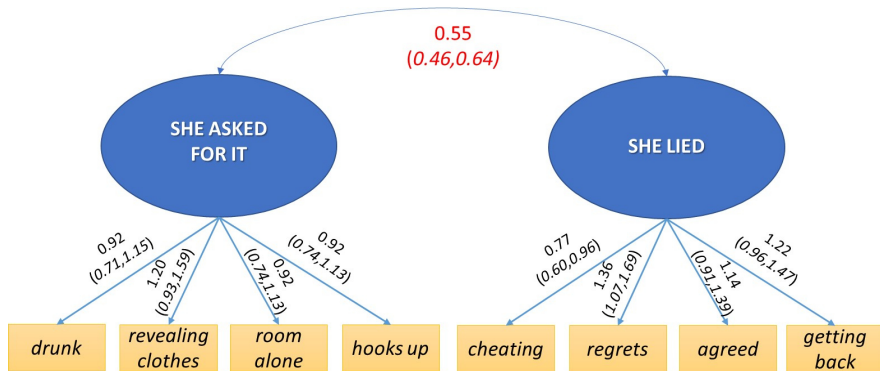 0.55
(0.46,0.64)
SHE ASKED
FOR IT
SHE LIED
0.92
(0.71,1.15)
1.20
(0.93,1.59)
0.92
(0.74,1.13)
0.92
(0.74,1.13)
0.77
(0.60,0.96)
1.36
(1.07,1.69)
1.14
(0.91,1.39)
1.22
(0.96,1.47)
drunk
revealing
clothes
room
alone
hooks up
cheating
regrets
agreed
getting
back